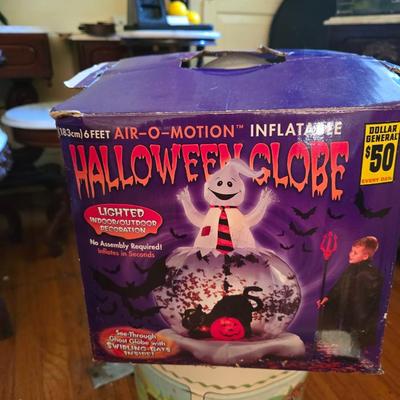 (183cm) 6 FEET AIR-O-MOTION™ INFLATABLE
HALLOWEEN GLOBE
DOLLAR
GENERAL
$50
EVERY DAY
LIGHTED
INDOOR/OUTDOOR
DECORATION
No Assembly Required!
Inflates in Seconds
See-Through
Ghost Globe with
SWIRLING BATS
INSIDE!